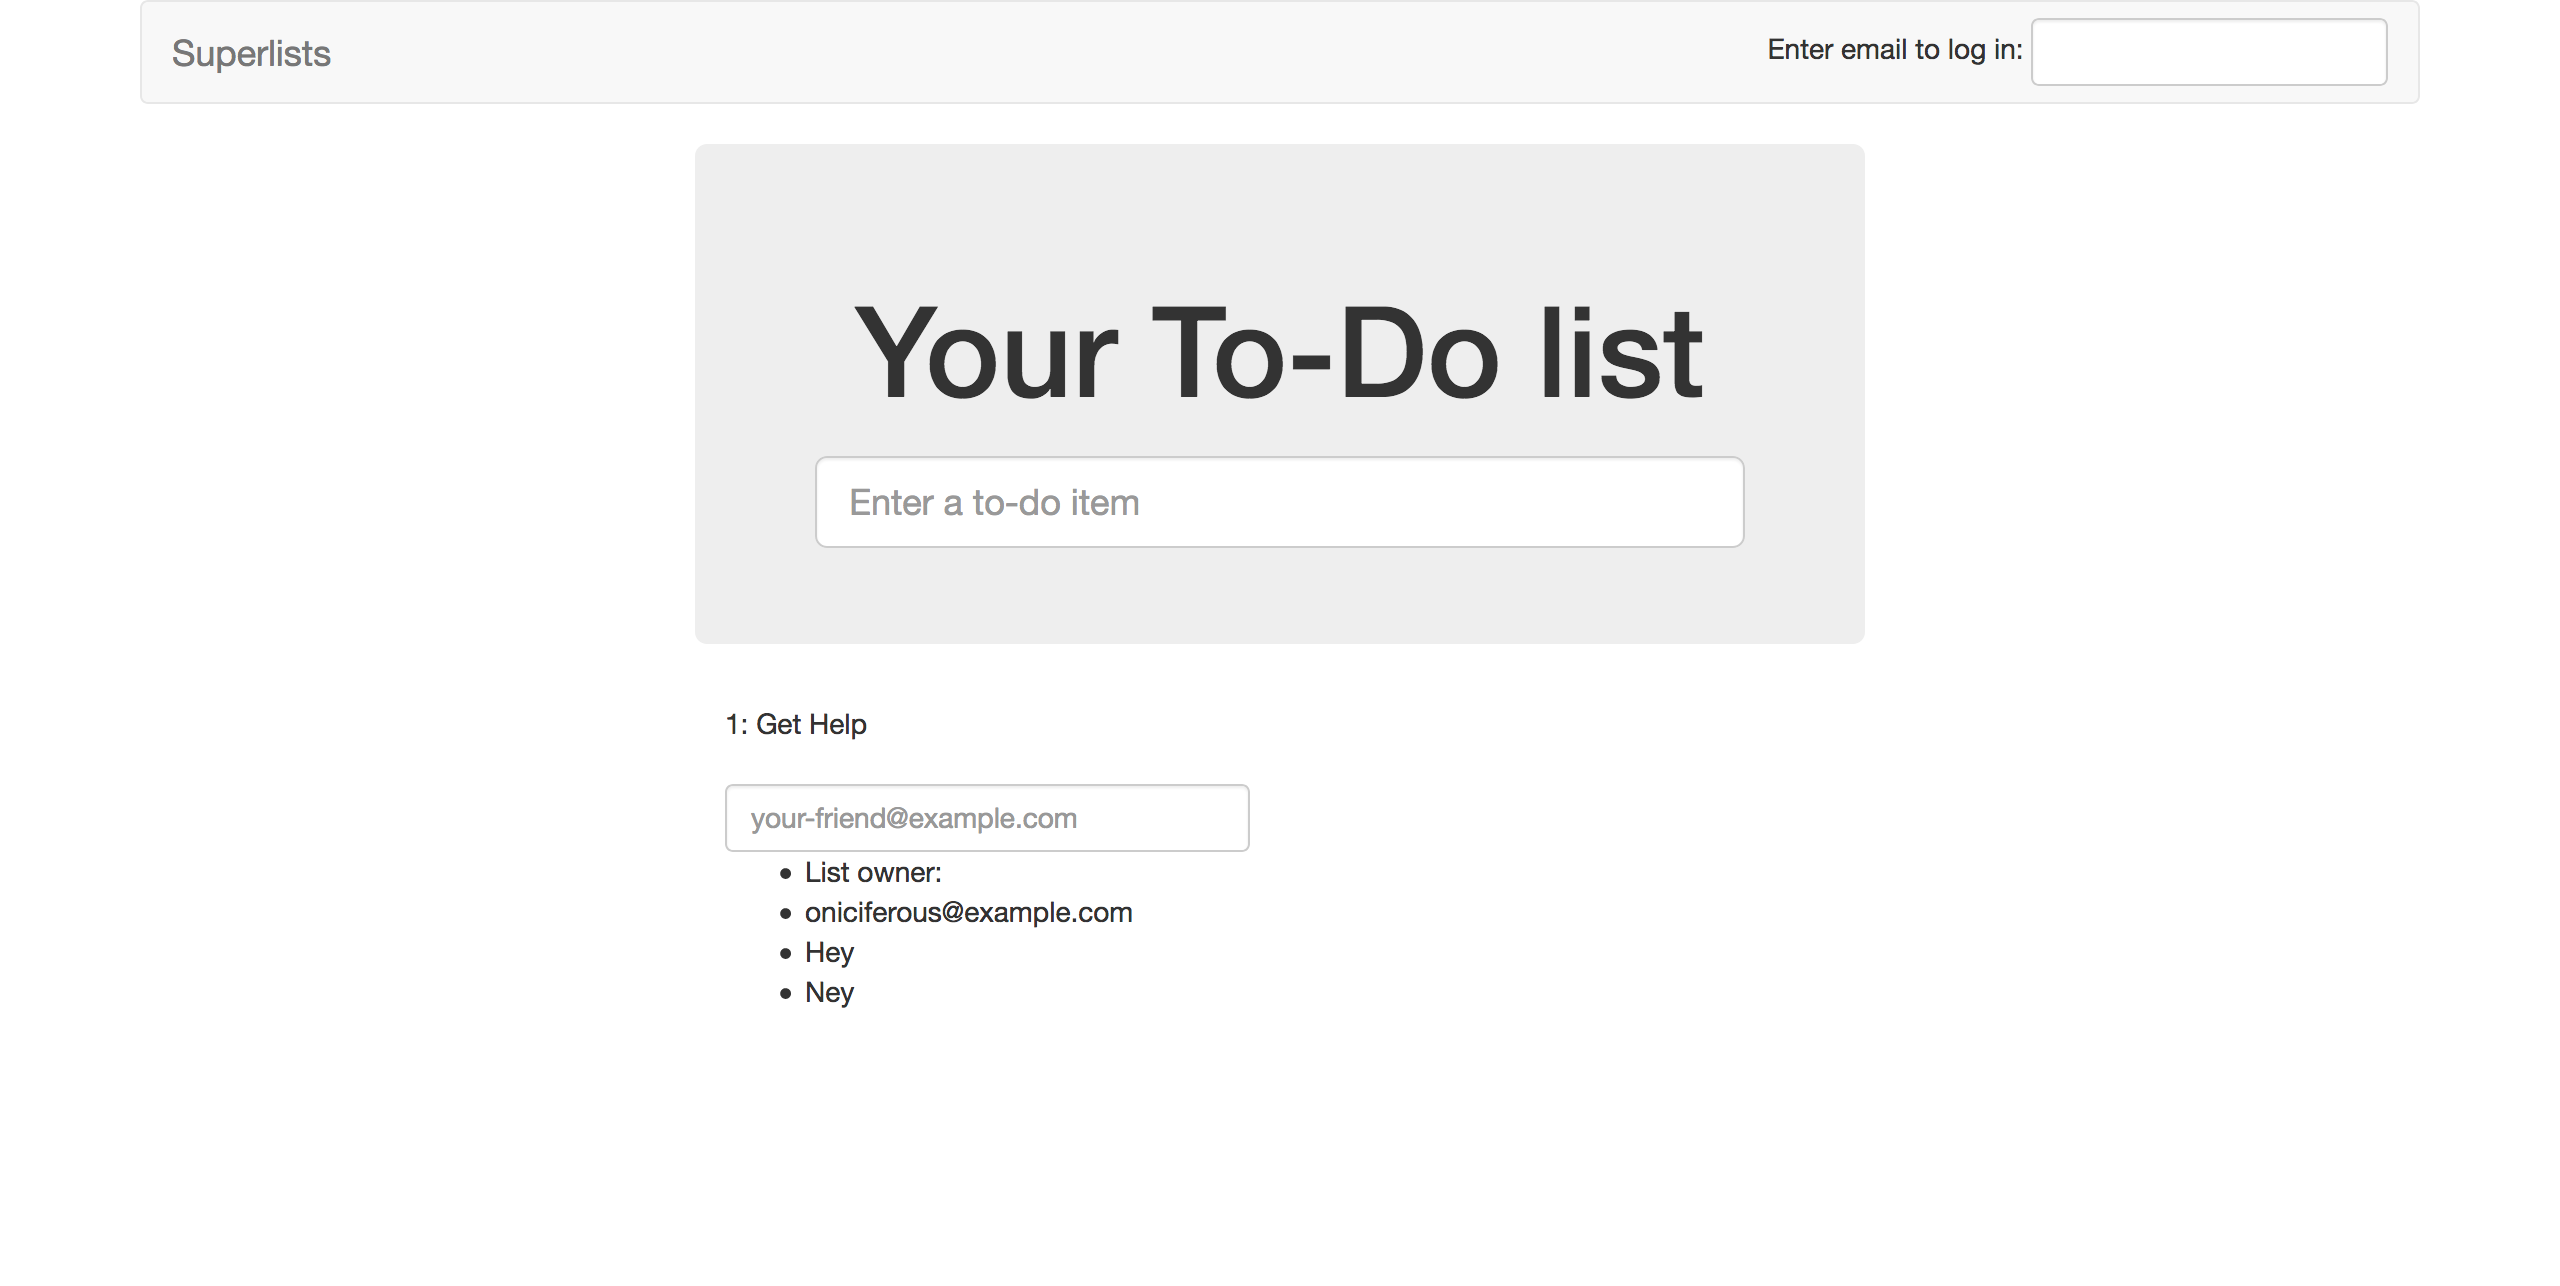 Superlists
Enter email to log in:
Your To-Do list
Enter a to-do item
1: Get Help
your-friend@example.com
List owner:
oniciferous@example.com
Hey
Ney